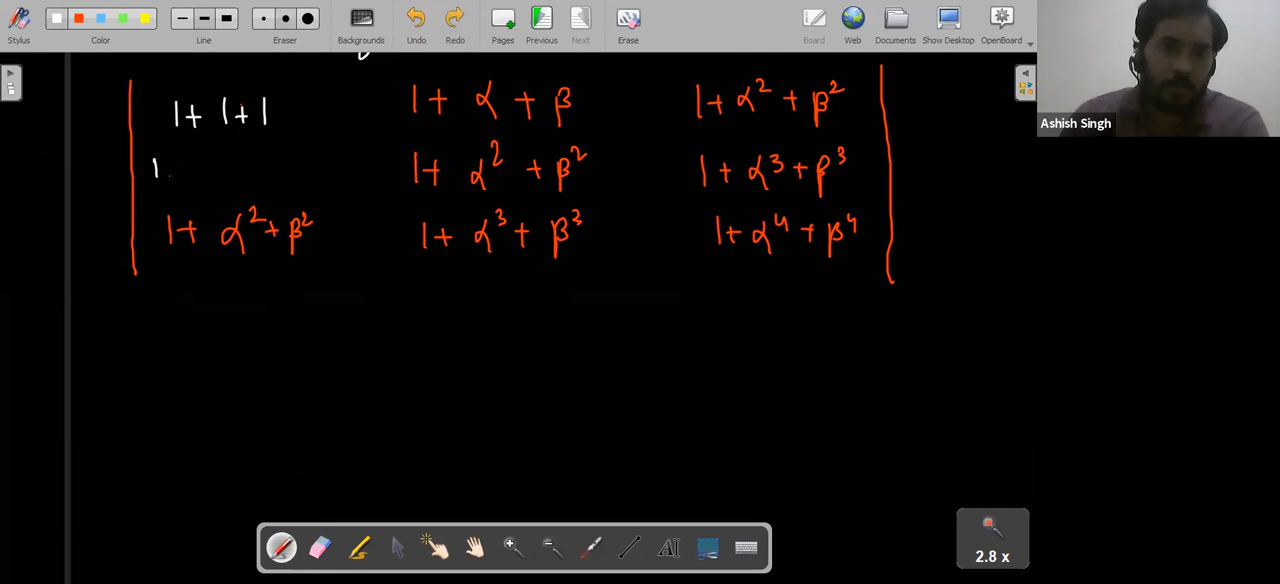 Stylus Color Line Eraser Backgrounds Undo Redo Pages Previous Next Erase Board Web Documents Show Desktop OpenBoard
Ashish Singh
1+ 1+1 1+ α + β 1+ α² + β²
1 1+ α² + β² 1+ α³ + β³
1+ α² + β² 1+ α³ + β³ 1+ α⁴ + β⁴
AI
2.8 x